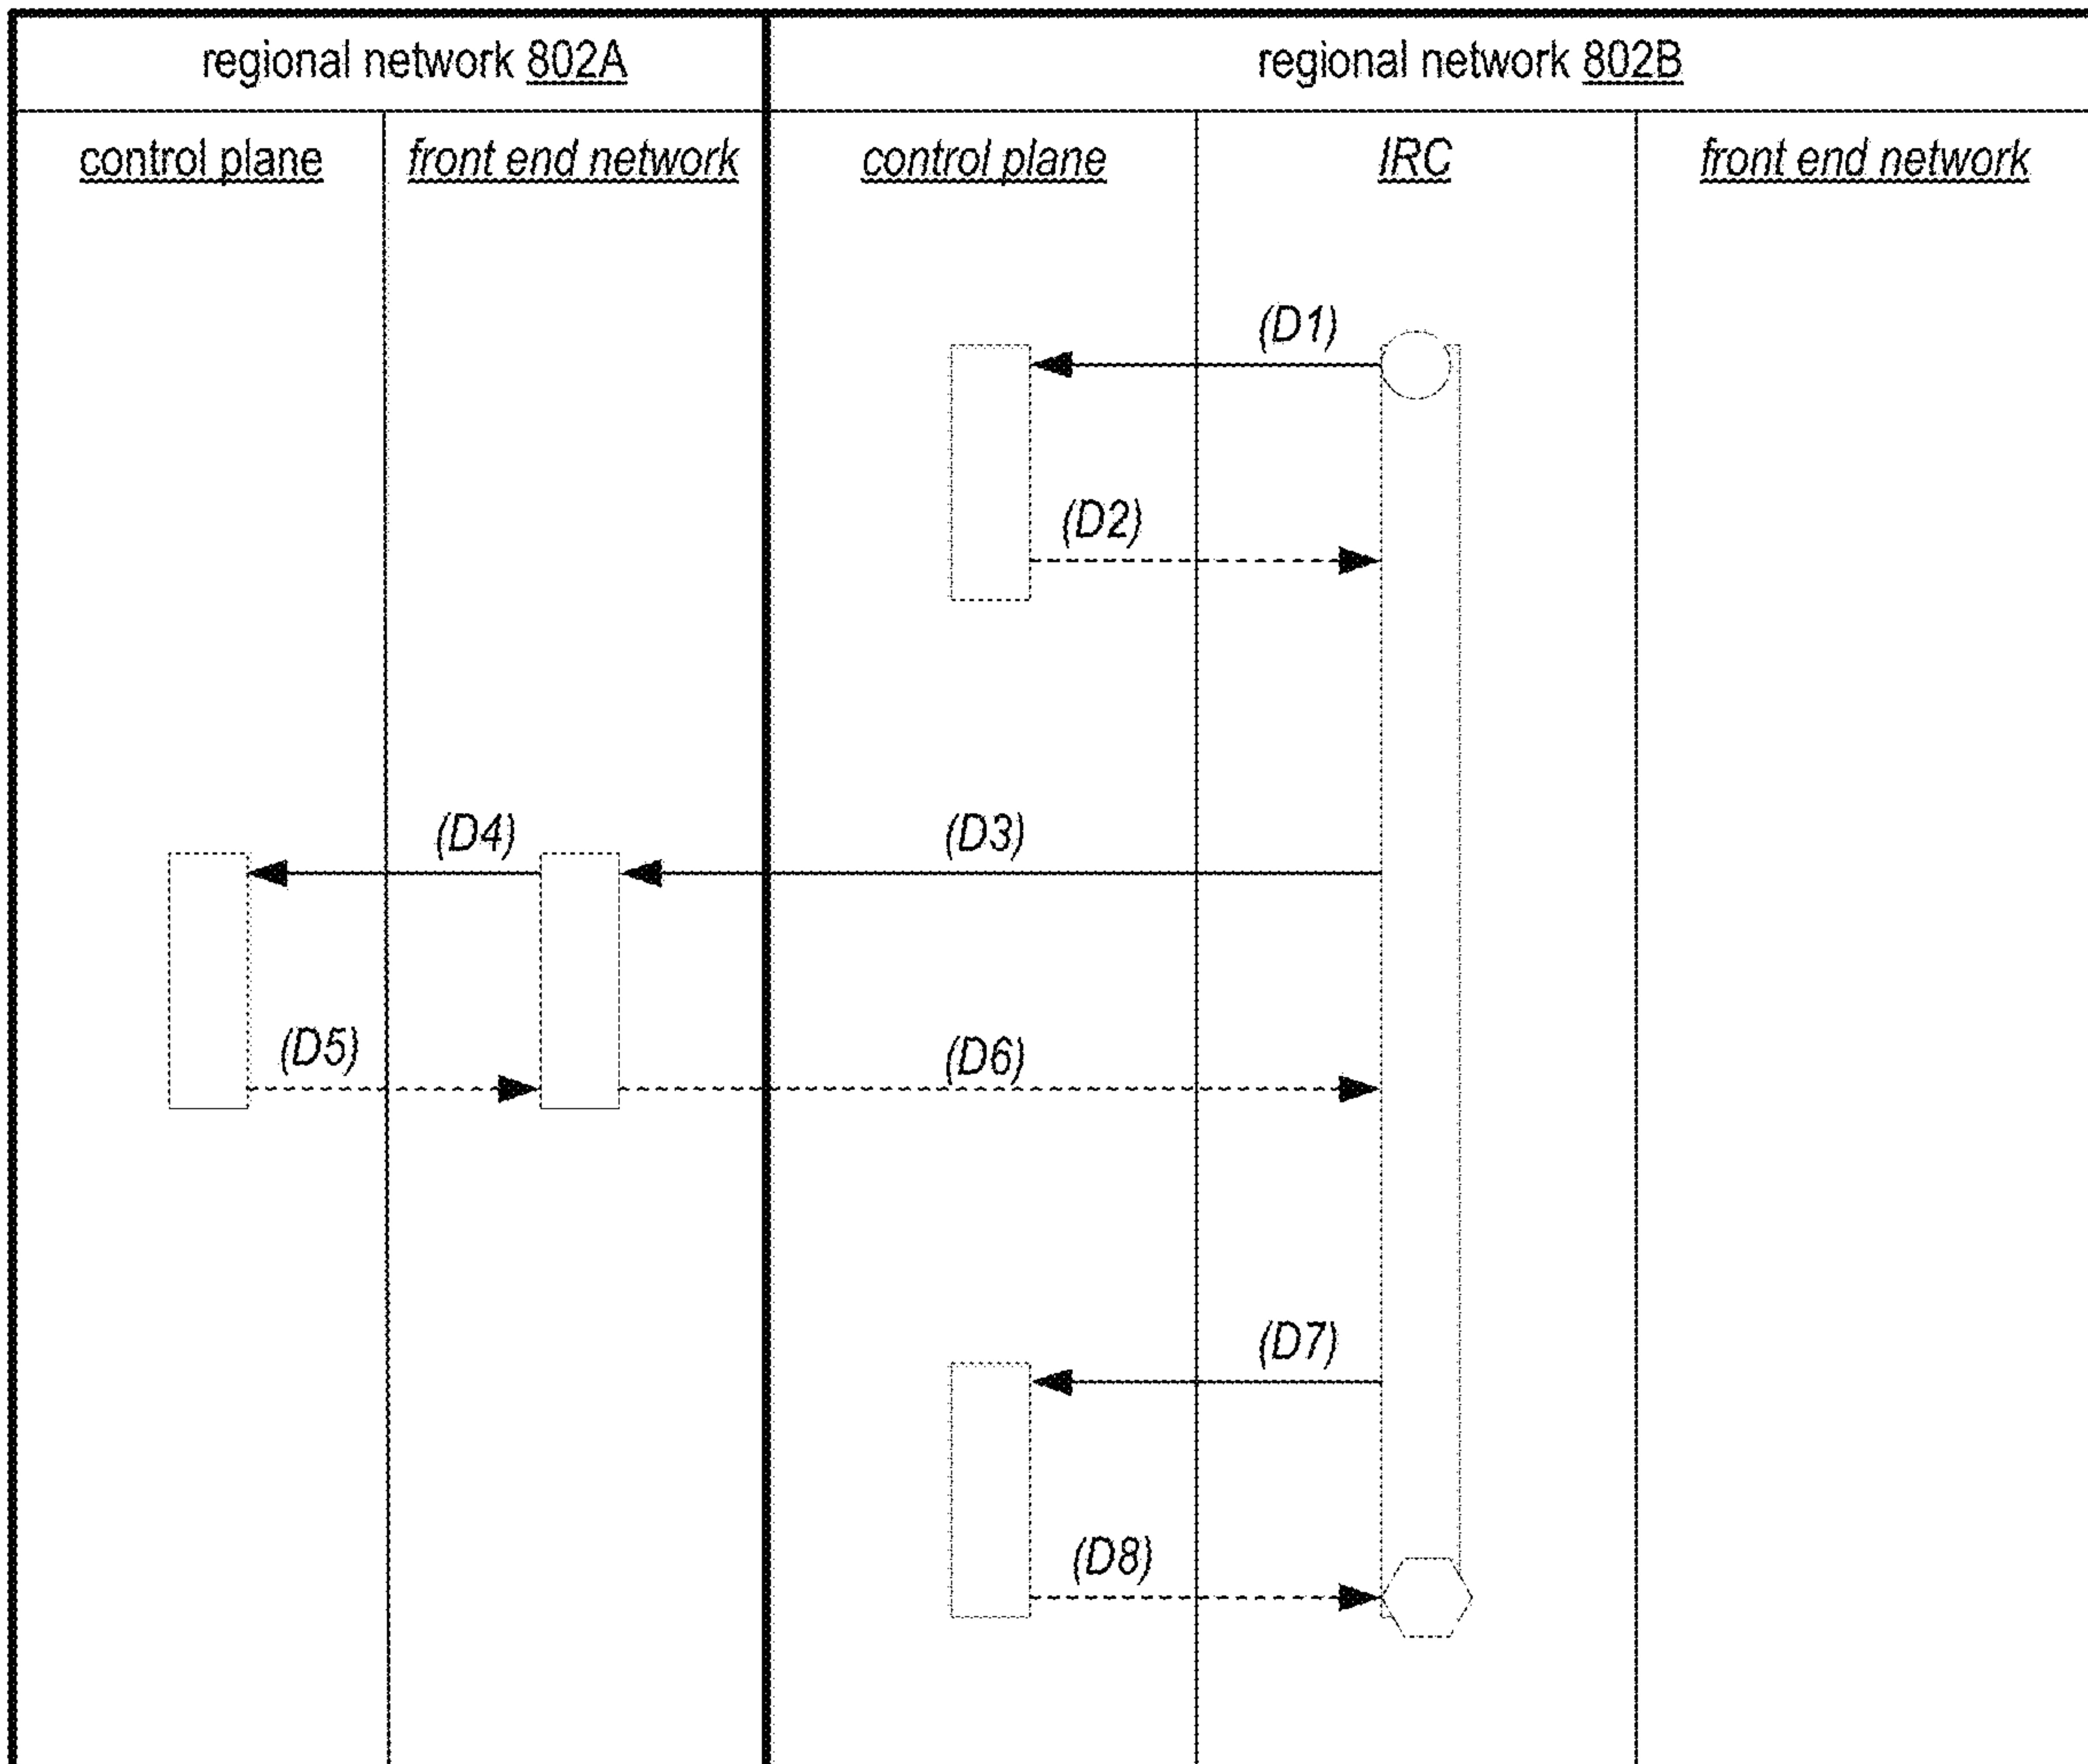 regional network 802A
regional network 802B
control plane
front end network
control plane
IRC
front end network
(D1)
(D2)
(D4)
(D3)
(D5)
(D6)
(D7)
(D8)